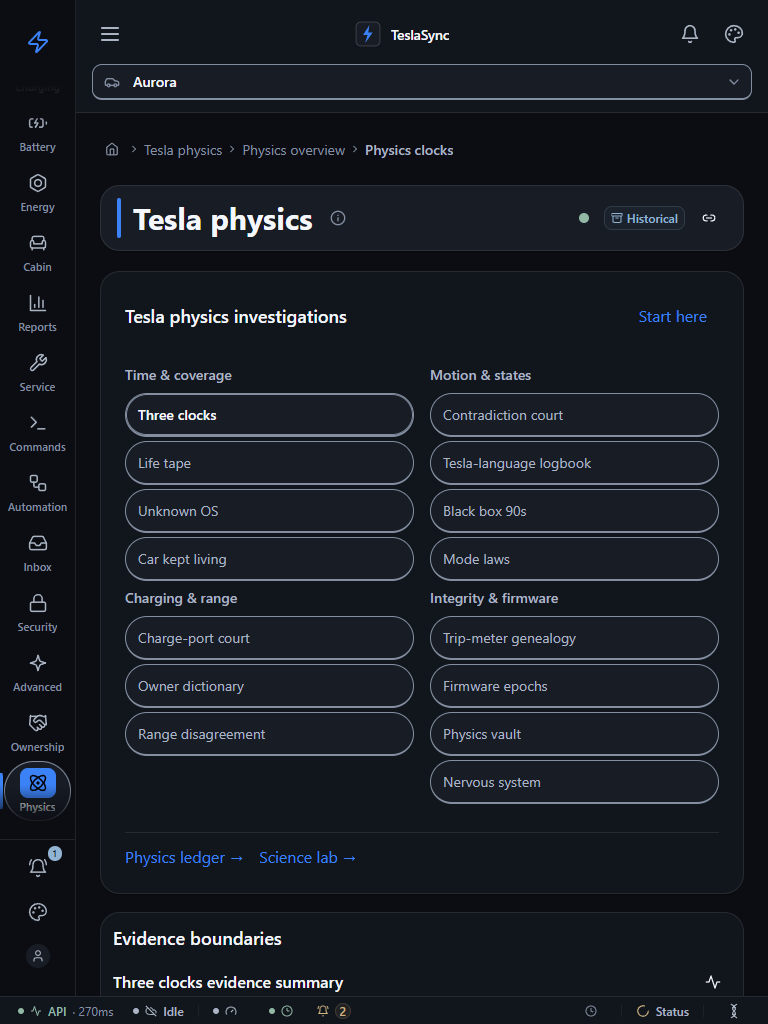 TeslaSync
Aurora
Charging
Battery
Energy
Cabin
Reports
Service
Commands
Automation
Inbox
Security
Advanced
Ownership
Physics
1
Tesla physics > Physics overview > Physics clocks
Tesla physics
Historical
Tesla physics investigations
Start here
Time & coverage
Three clocks
Life tape
Unknown OS
Car kept living
Motion & states
Contradiction court
Tesla-language logbook
Black box 90s
Mode laws
Charging & range
Charge-port court
Owner dictionary
Range disagreement
Integrity & firmware
Trip-meter genealogy
Firmware epochs
Physics vault
Nervous system
Physics ledger → Science lab →
Evidence boundaries
Three clocks evidence summary
API · 270ms Idle 2 Status